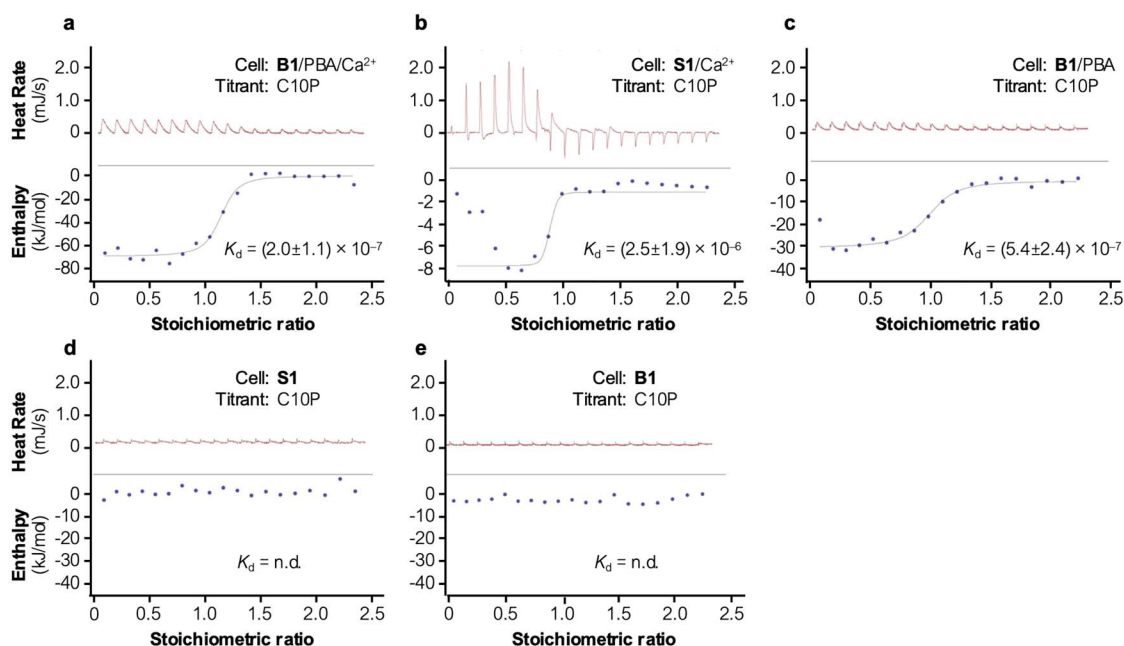 a
Cell: B1/PBA/Ca²⁺
Titrant: C10P
Heat Rate
(mJ/s)
2.0
1.0
0
Enthalpy
(kJ/mol)
0
-20
-40
-60
-80
Kd = (2.0±1.1) × 10⁻⁷
0 0.5 1.0 1.5 2.0 2.5
Stoichiometric ratio
b
Cell: S1/Ca²⁺
Titrant: C10P
2.0
1.0
0
0
-2
-4
-6
-8
Kd = (2.5±1.9) × 10⁻⁶
0 0.5 1.0 1.5 2.0 2.5
Stoichiometric ratio
c
Cell: B1/PBA
Titrant: C10P
2.0
1.0
0
0
-10
-20
-30
-40
Kd = (5.4±2.4) × 10⁻⁷
0 0.5 1.0 1.5 2.0 2.5
Stoichiometric ratio
d
Cell: S1
Titrant: C10P
Heat Rate
(mJ/s)
2.0
1.0
0
Enthalpy
(kJ/mol)
0
-10
-20
-30
-40
Kd = n.d.
0 0.5 1.0 1.5 2.0 2.5
Stoichiometric ratio
e
Cell: B1
Titrant: C10P
2.0
1.0
0
0
-10
-20
-30
-40
Kd = n.d.
0 0.5 1.0 1.5 2.0 2.5
Stoichiometric ratio